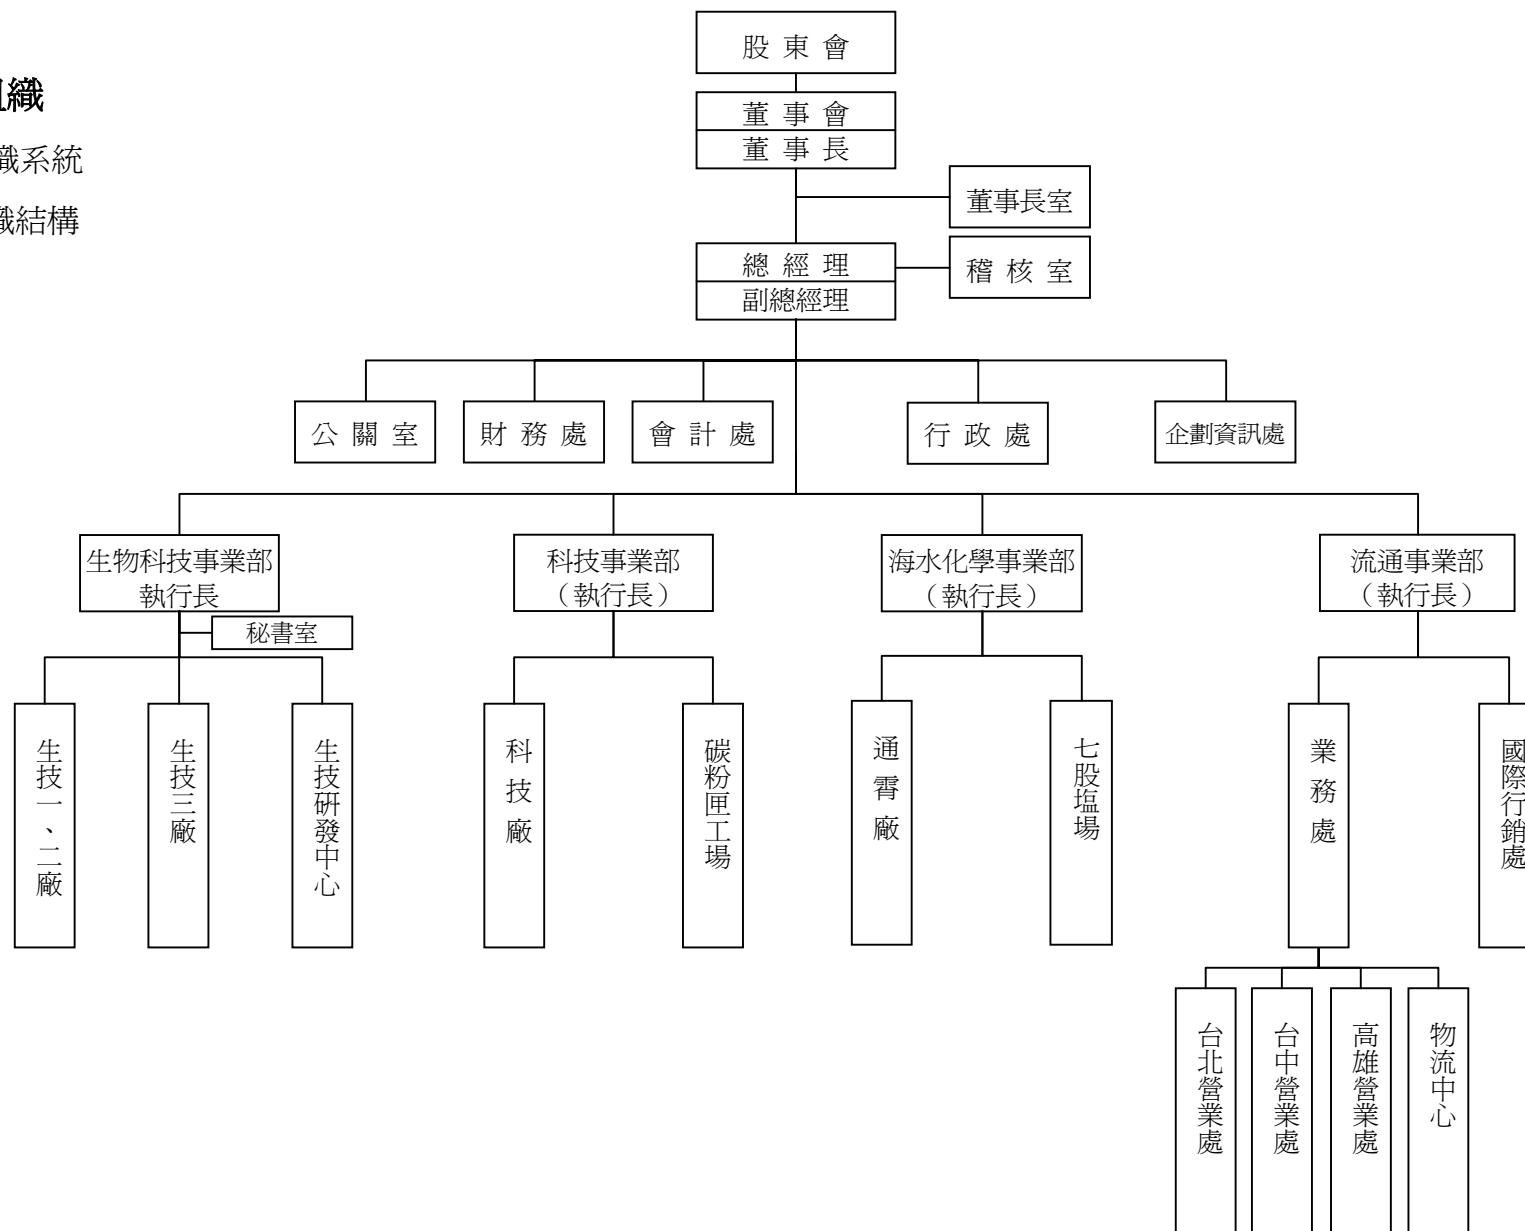 組織
織系統
織結構
股 東 會
董 事 會
董 事 長
董事長室
總 經 理
副總經理
稽 核 室
公 關 室
財 務 處
會 計 處
行 政 處
企劃資訊處
生物科技事業部
執行長
秘書室
科技事業部
（執行長）
海水化學事業部
（執行長）
流通事業部
（執行長）
生技一、二廠
生技三廠
生技研發中心
科技廠
碳粉匣工場
通霄廠
七股塩場
業務處
國際行銷處
台北營業處
台中營業處
高雄營業處
物流中心